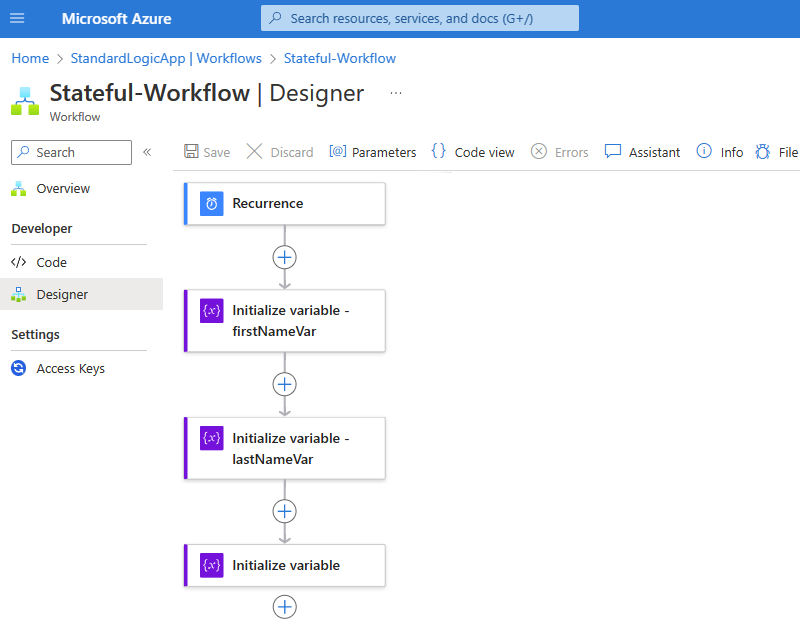 Microsoft Azure
Search resources, services, and docs (G+/)
Home > StandardLogicApp | Workflows > Stateful-Workflow
Stateful-Workflow | Designer ...
Workflow
Search «
Save Discard [@] Parameters {} Code view Errors Assistant Info File
Overview
Developer
</> Code
Designer
Settings
Access Keys
Recurrence
{x} Initialize variable -
firstNameVar
{x} Initialize variable -
lastNameVar
{x} Initialize variable